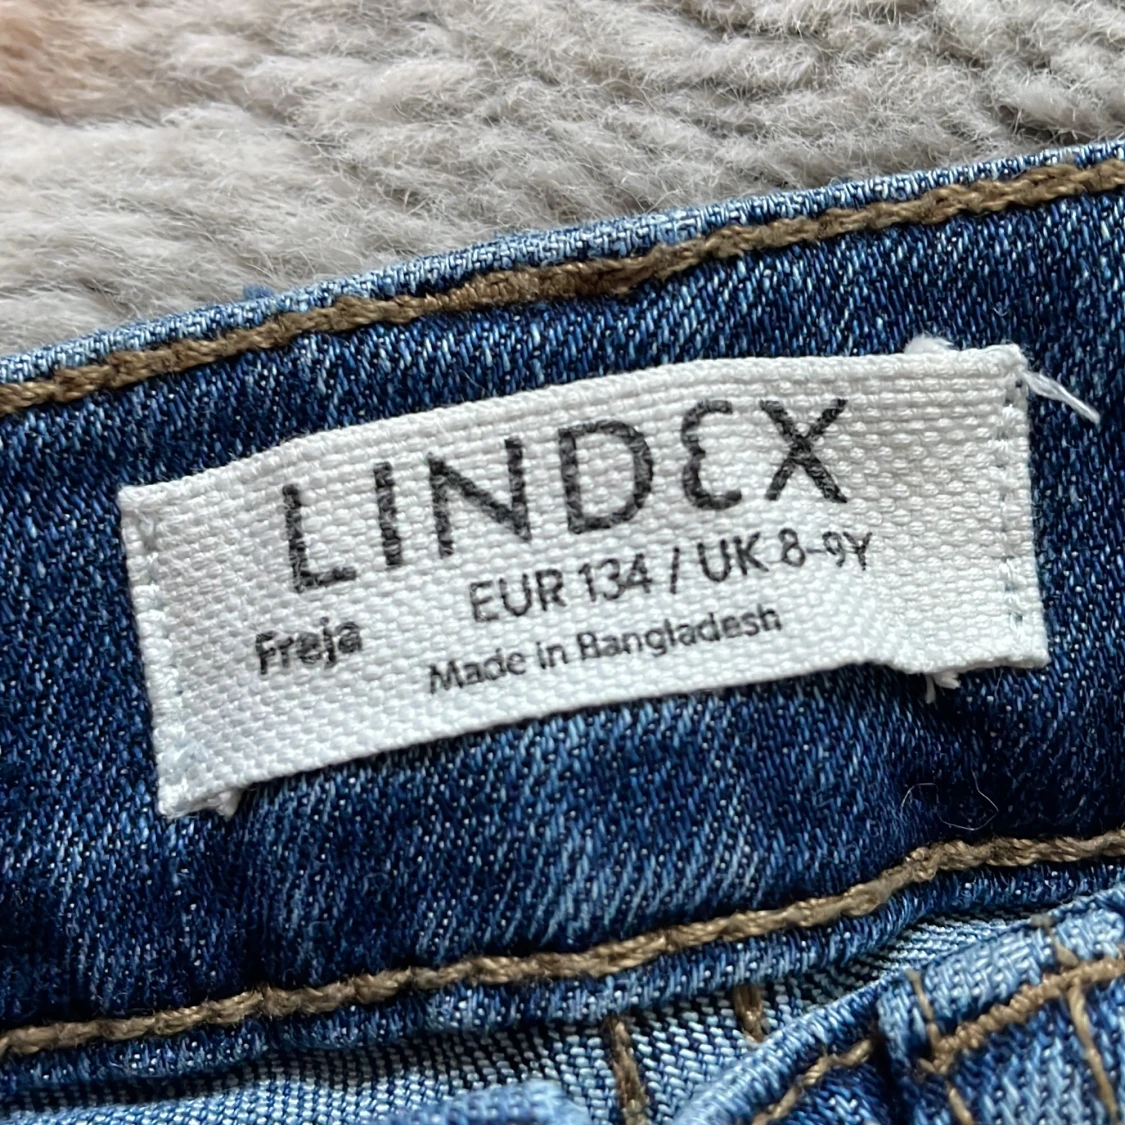 LINDEX
EUR 134 / UK 8-9Y
Freja
Made in Bangladesh